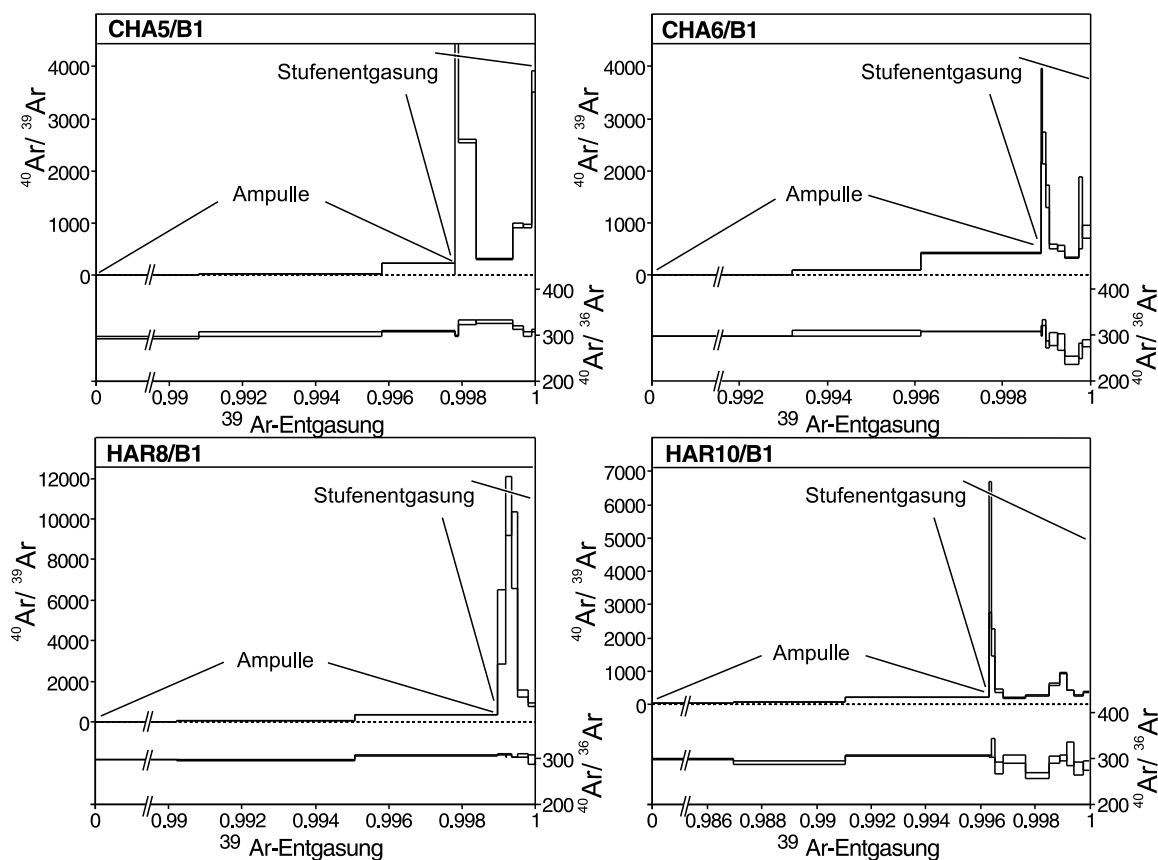 CHA5/B1
4000
3000
2000
1000
0
40Ar/ 39Ar
Stufenentgasung
Ampulle
400
300
200
40Ar/ 36Ar
0 0.99 0.992 0.994 0.996 0.998 1
39 Ar-Entgasung
CHA6/B1
4000
3000
2000
1000
0
40Ar/ 39Ar
Stufenentgasung
Ampulle
400
300
200
40Ar/ 36Ar
0 0.992 0.994 0.996 0.998 1
39 Ar-Entgasung
HAR8/B1
12000
10000
8000
6000
4000
2000
0
40Ar/ 39Ar
Stufenentgasung
Ampulle
300
200
40Ar/ 36Ar
0 0.99 0.992 0.994 0.996 0.998 1
39 Ar-Entgasung
HAR10/B1
7000
6000
5000
4000
3000
2000
1000
0
40Ar/ 39Ar
Stufenentgasung
Ampulle
400
300
200
40Ar/ 36Ar
0 0.986 0.988 0.99 0.992 0.994 0.996 0.998 1
39 Ar-Entgasung